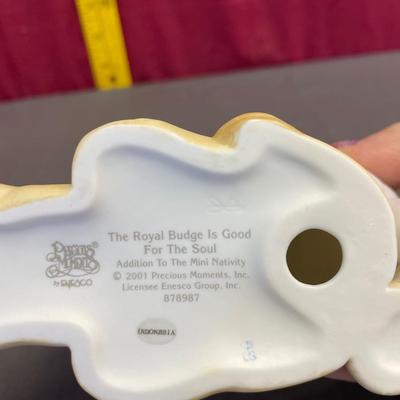 Precious
Moments®
by ENESCO
The Royal Budge Is Good
For The Soul
Addition To The Mini Nativity
© 2001 Precious Moments, Inc.
Licensee Enesco Group, Inc.
878987
INDONESIA